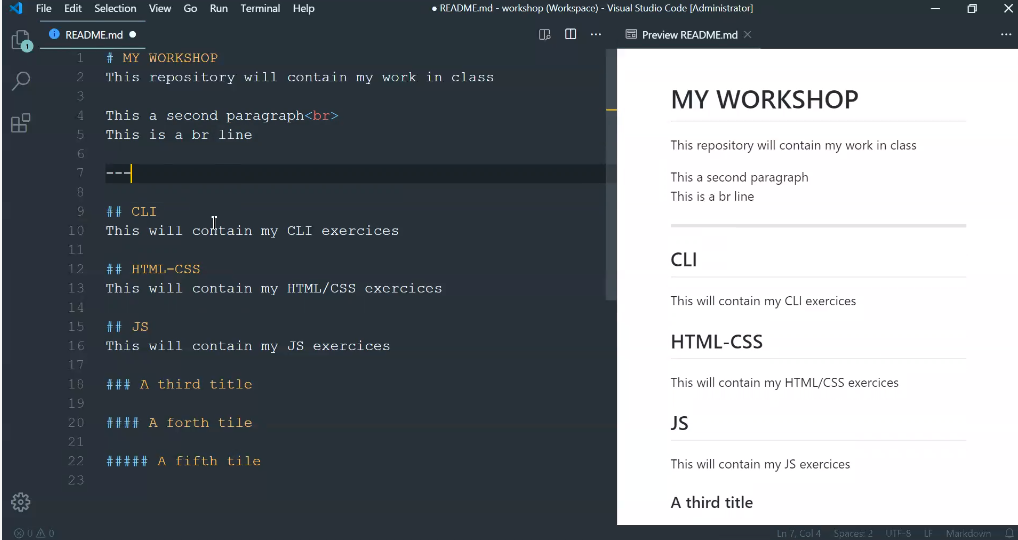 File Edit Selection View Go Run Terminal Help
● README.md - workshop (Workspace) - Visual Studio Code [Administrator]
README.md ●
Preview README.md
1
1 # MY WORKSHOP
2 This repository will contain my work in class
3
4 This a second paragraph<br>
5 This is a br line
6
7 ---
8
9 ## CLI
10 This will contain my CLI exercices
11
12 ## HTML-CSS
13 This will contain my HTML/CSS exercices
14
15 ## JS
16 This will contain my JS exercices
17
18 ### A third title
19
20 #### A forth tile
21
22 ##### A fifth tile
23
MY WORKSHOP
This repository will contain my work in class
This a second paragraph
This is a br line
CLI
This will contain my CLI exercices
HTML-CSS
This will contain my HTML/CSS exercices
JS
This will contain my JS exercices
A third title
0 0
Ln 7, Col 4 Spaces: 2 UTF-8 LF Markdown